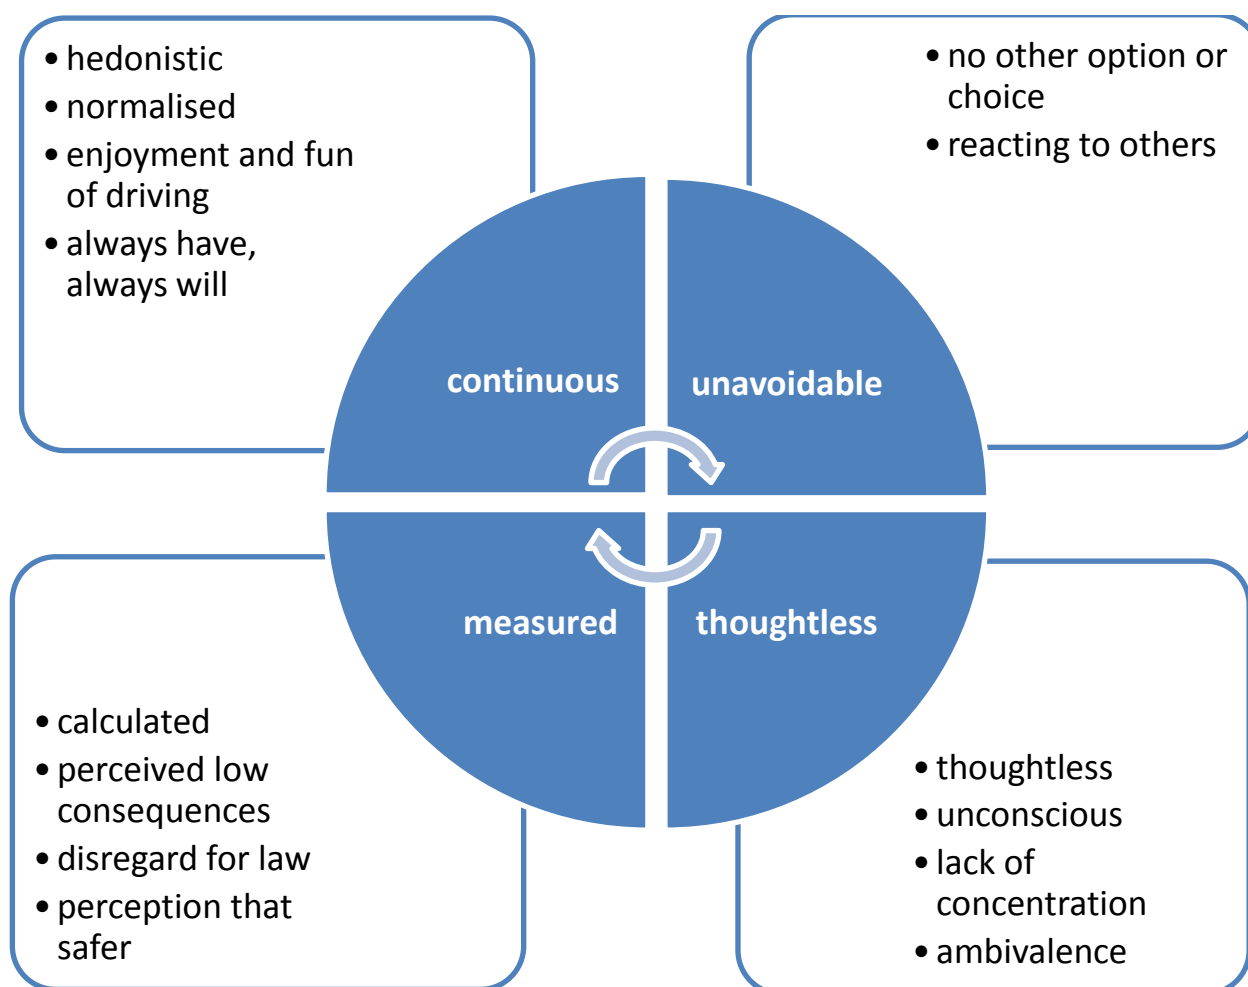 • hedonistic
• normalised
• enjoyment and fun
of driving
• always have,
always will
• no other option or
choice
• reacting to others
continuous
unavoidable
measured
thoughtless
• calculated
• perceived low
consequences
• disregard for law
• perception that
safer
• thoughtless
• unconscious
• lack of
concentration
• ambivalence